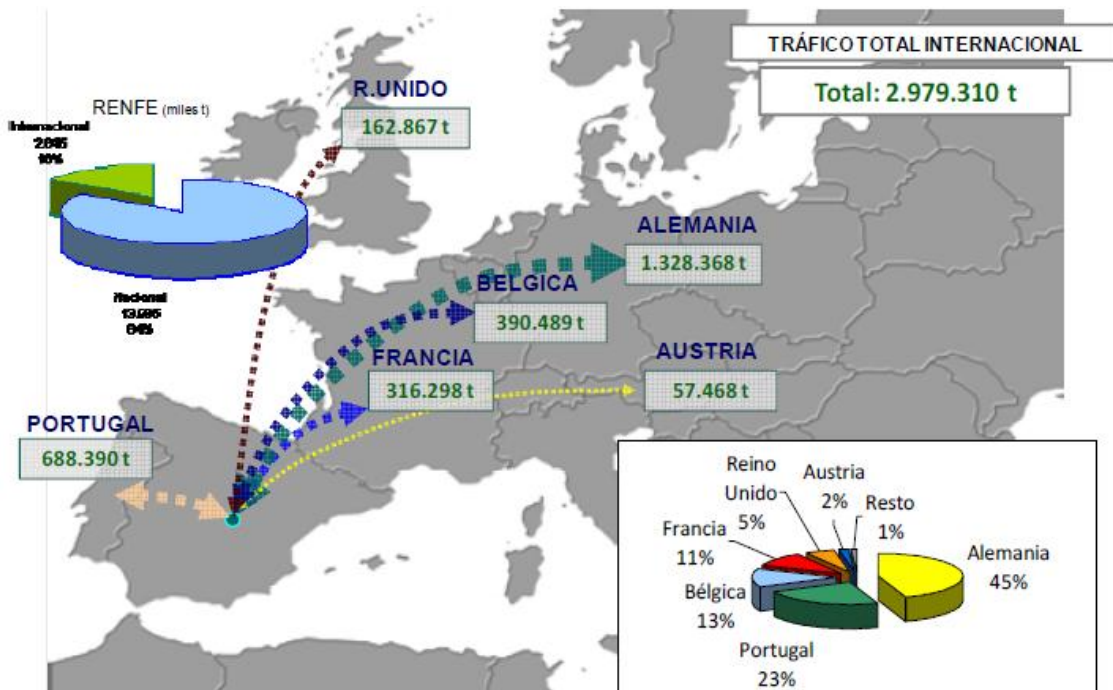 TRÁFICO TOTAL INTERNACIONAL
Total: 2.979.310 t
RENFE (miles t)
Internacional
Nacional
R.UNIDO
162.867 t
ALEMANIA
1.328.368 t
BELGICA
390.489 t
FRANCIA
316.298 t
AUSTRIA
57.468 t
PORTUGAL
688.390 t
Reino
Unido
5%
Austria
2%
Resto
1%
Francia
11%
Alemania
45%
Bélgica
13%
Portugal
23%